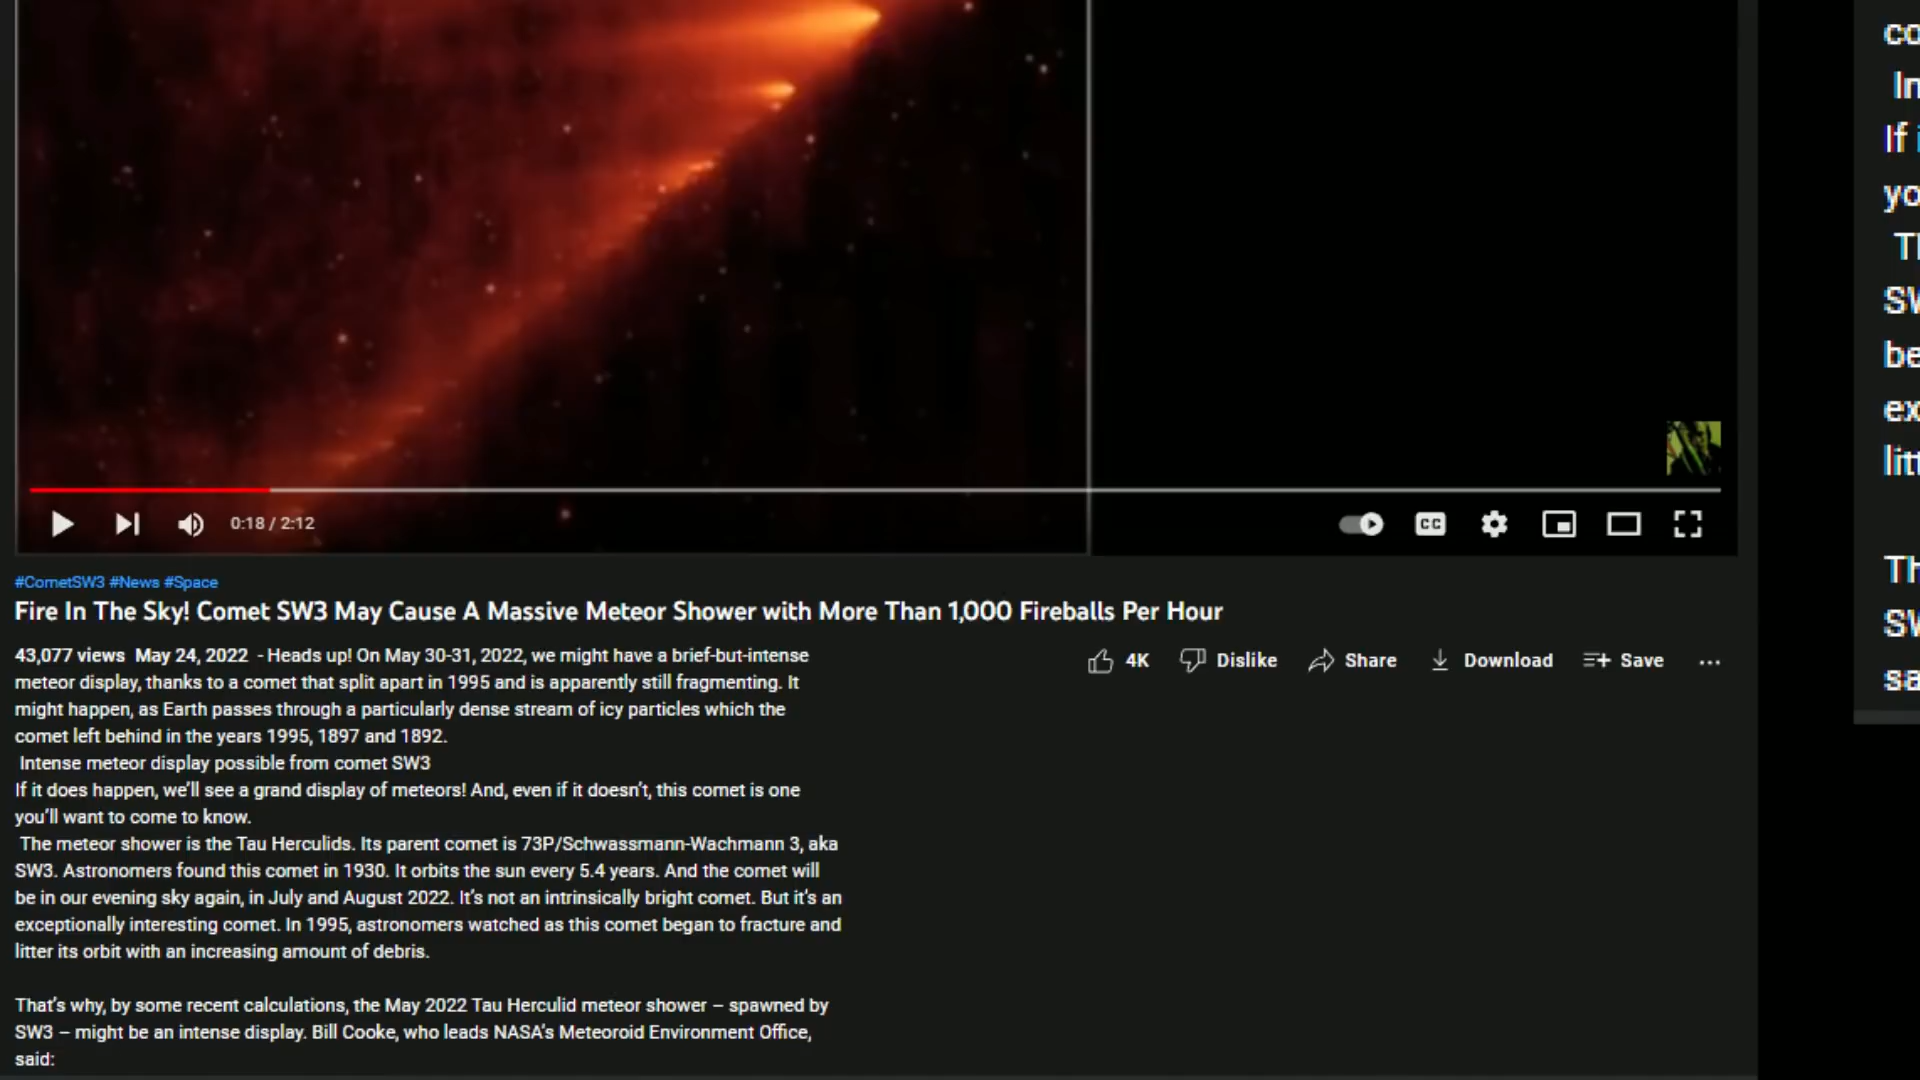 0:18 / 2:12
CC
#CometSW3 #News #Space
Fire In The Sky! Comet SW3 May Cause A Massive Meteor Shower with More Than 1,000 Fireballs Per Hour
43,077 views May 24, 2022 - Heads up! On May 30-31, 2022, we might have a brief-but-intense
meteor display, thanks to a comet that split apart in 1995 and is apparently still fragmenting. It
might happen, as Earth passes through a particularly dense stream of icy particles which the
comet left behind in the years 1995, 1897 and 1892.
Intense meteor display possible from comet SW3
If it does happen, we’ll see a grand display of meteors! And, even if it doesn’t, this comet is one
you’ll want to come to know.
The meteor shower is the Tau Herculids. Its parent comet is 73P/Schwassmann-Wachmann 3, aka
SW3. Astronomers found this comet in 1930. It orbits the sun every 5.4 years. And the comet will
be in our evening sky again, in July and August 2022. It’s not an intrinsically bright comet. But it’s an
exceptionally interesting comet. In 1995, astronomers watched as this comet began to fracture and
litter its orbit with an increasing amount of debris.
That’s why, by some recent calculations, the May 2022 Tau Herculid meteor shower – spawned by
SW3 – might be an intense display. Bill Cooke, who leads NASA’s Meteoroid Environment Office,
said:
4K Dislike Share Download Save
If